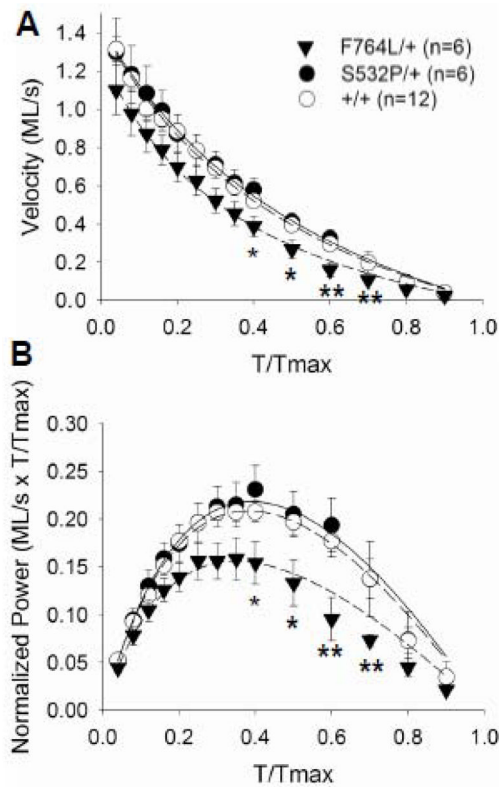 A
Velocity (ML/s)
1.4
1.2
1.0
0.8
0.6
0.4
0.2
0.0
F764L/+ (n=6)
S532P/+ (n=6)
+/+ (n=12)
* * ** **
0.0 0.2 0.4 0.6 0.8 1.0
T/Tmax
B
Normalized Power (ML/s x T/Tmax)
0.30
0.25
0.20
0.15
0.10
0.05
0.00
* * ** **
0.0 0.2 0.4 0.6 0.8 1.0
T/Tmax